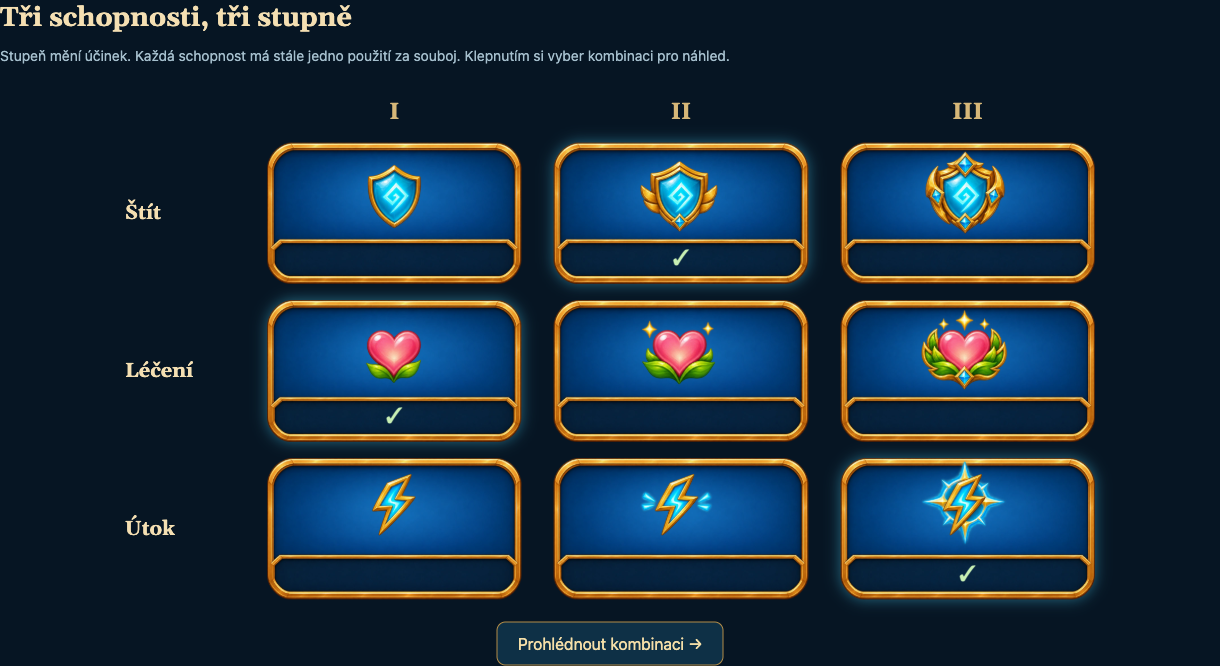 Tři schopnosti, tři stupně
Stupeň mění účinek. Každá schopnost má stále jedno použití za souboj. Klepnutím si vyber kombinaci pro náhled.
I II III
Štít
✓
Léčení
✓
Útok
✓
Prohlédnout kombinaci →